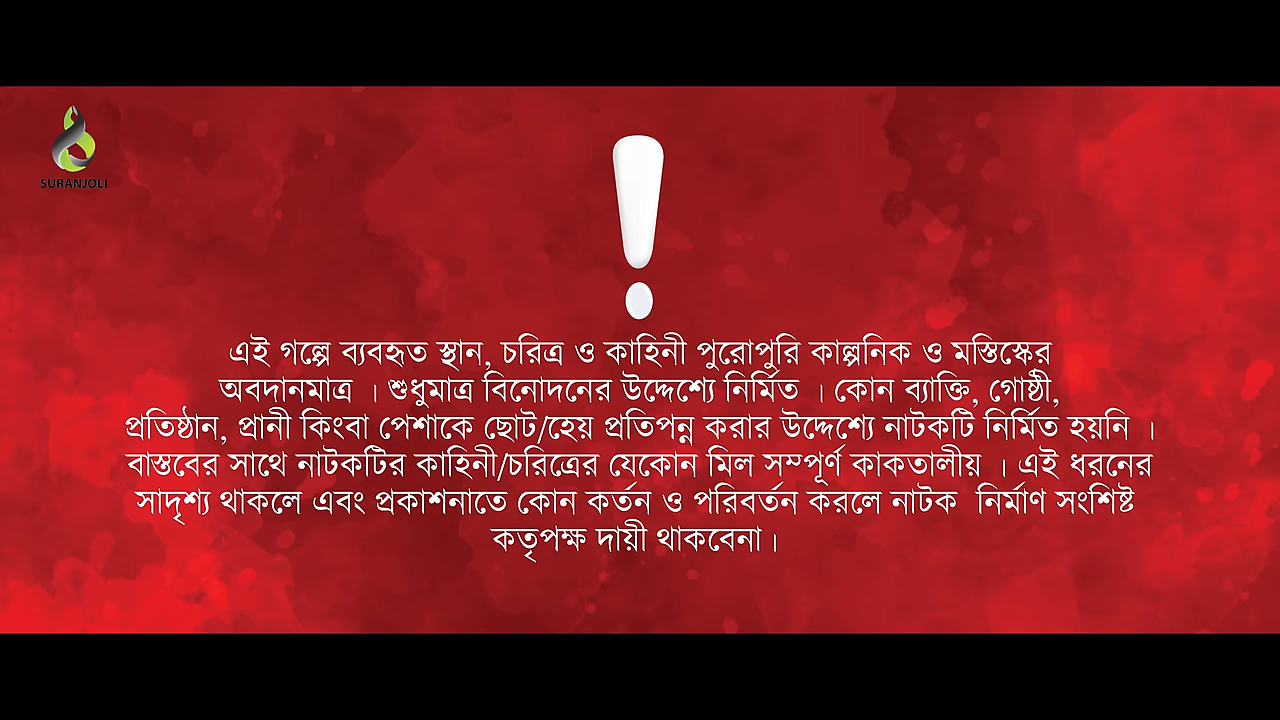 SURANJOLI
এই গল্পে ব্যবহৃত স্থান, চরিত্র ও কাহিনী পুরোপুরি কাল্পনিক ও মস্তিস্কের্
অবদানমাত্র । শুধুমাত্র বিনোদনের উদ্দেশ্যে নির্মিত । কোন ব্যাক্তি, গোষ্ঠী,
প্রতিষ্ঠান, প্রানী কিংবা পেশাকে ছোট/হেয় প্রতিপন্ন করার উদ্দেশ্যে নাটকটি নির্মিত হয়নি ।
বাস্তবের সাথে নাটকটির কাহিনী/চরিত্রের যেকোন মিল সম্পূর্ণ কাকতালীয় । এই ধরনের
সাদৃশ্য থাকলে এবং প্রকাশনাতে কোন কর্তন ও পরিবর্তন করলে নাটক নির্মাণ সংশিষ্ট
কতৃপক্ষ দায়ী থাকবেনা।